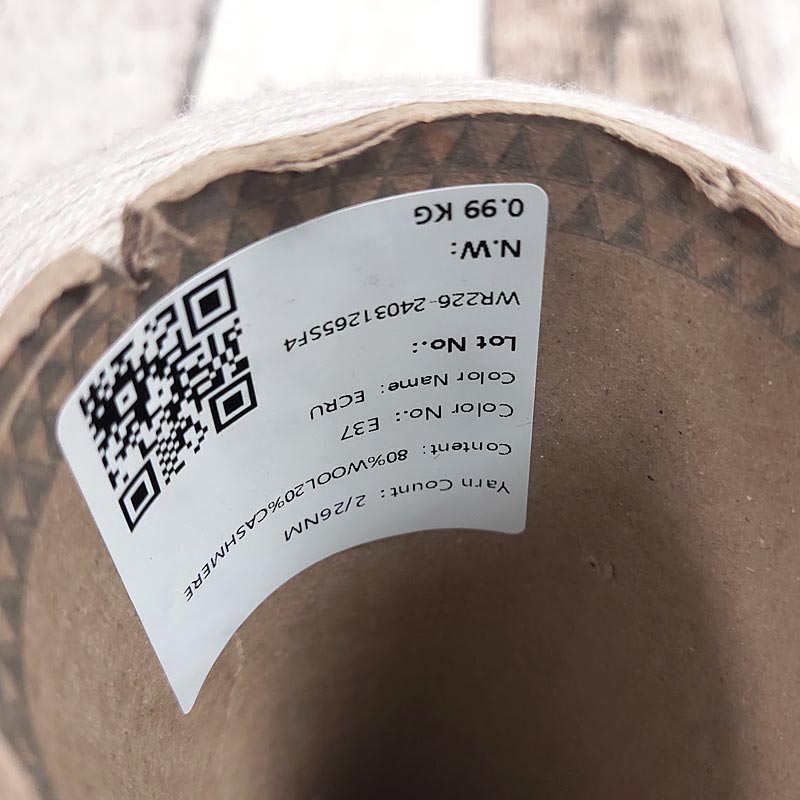 Yarn Count: 2/26NM
Content: 80%WOOL20%CASHMERE
Color No.: E37
Color Name: ECRU
Lot No.:
WR226-24031265SF4
N.W:
0.99 KG